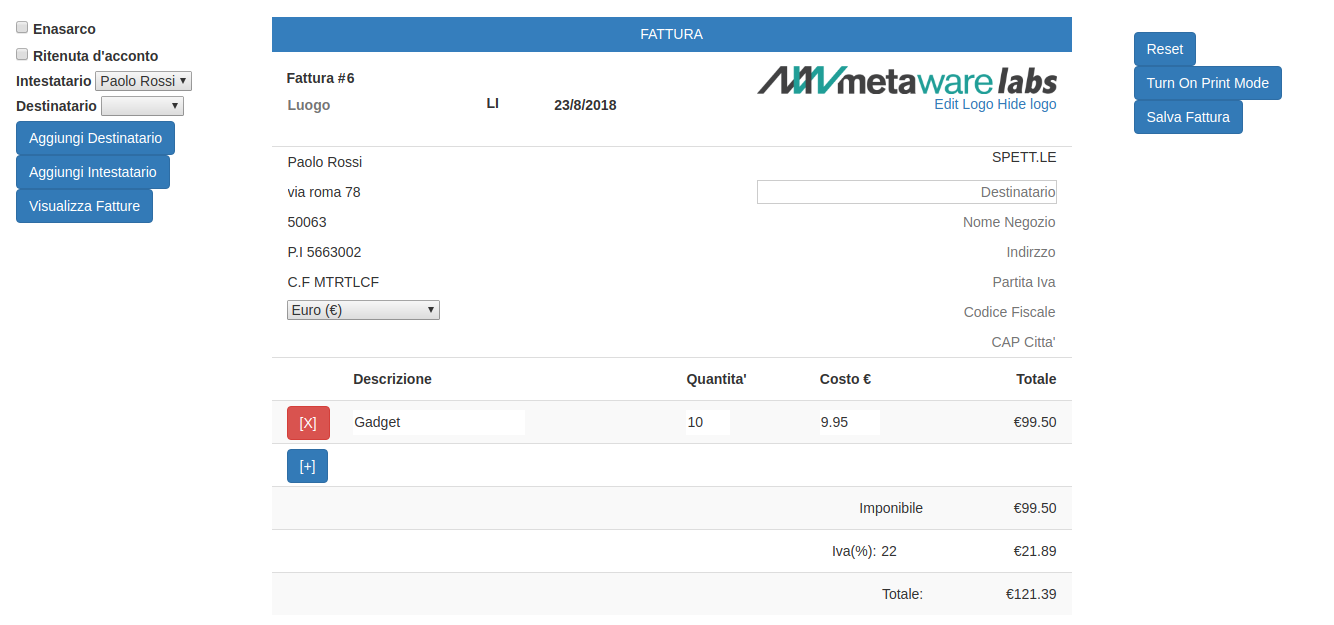 Enasarco
Ritenuta d'acconto
Intestatario Paolo Rossi
Destinatario
Aggiungi Destinatario
Aggiungi Intestatario
Visualizza Fatture
FATTURA
Fattura #6
Luogo LI 23/8/2018
metaware labs
Edit Logo Hide logo
Paolo Rossi
via roma 78
50063
P.I 5663002
C.F MTRTLCF
Euro (€)
SPETT.LE
Destinatario
Nome Negozio
Indirzzo
Partita Iva
Codice Fiscale
CAP Citta'
Descrizione Quantita' Costo € Totale
[X] Gadget 10 9.95 €99.50
[+]
Imponibile €99.50
Iva(%): 22 €21.89
Totale: €121.39
Reset
Turn On Print Mode
Salva Fattura